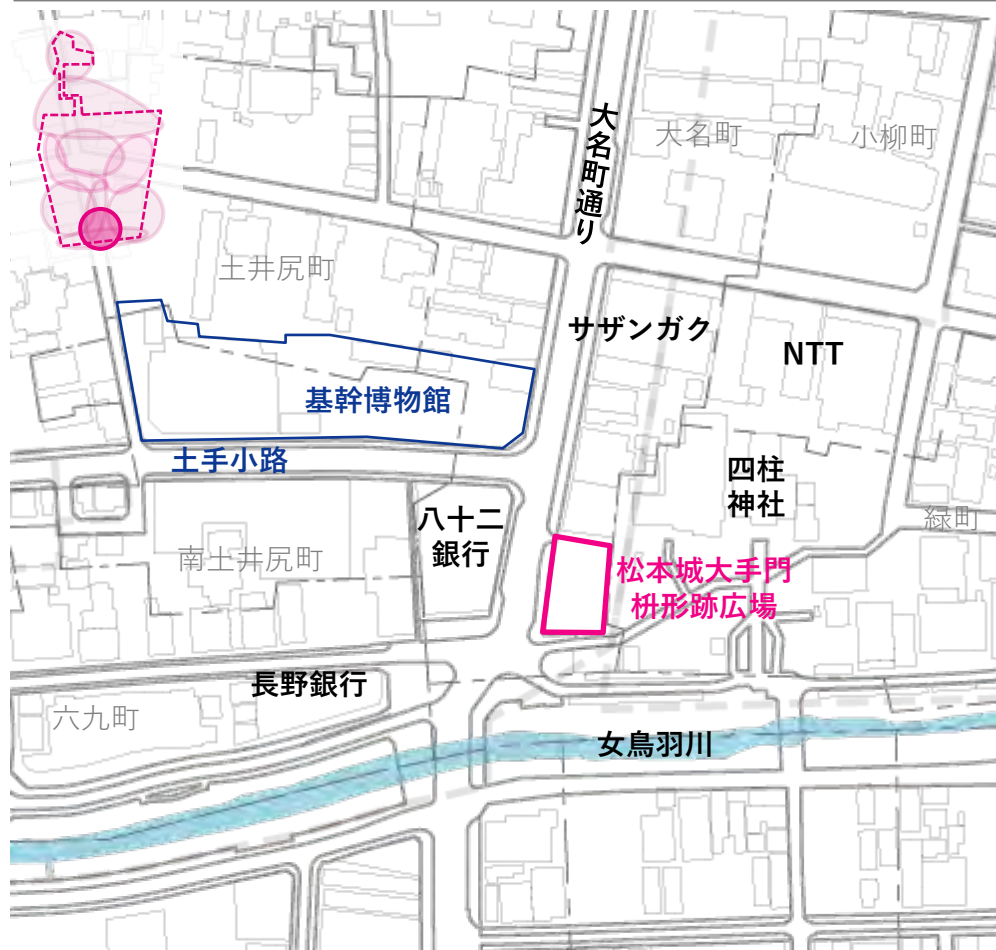 大名町通り
大名町
小柳町
土井尻町
サザンガク
NTT
基幹博物館
土手小路
四柱
神社
八十二
銀行
緑町
南土井尻町
松本城大手門
枡形跡広場
長野銀行
六九町
女鳥羽川